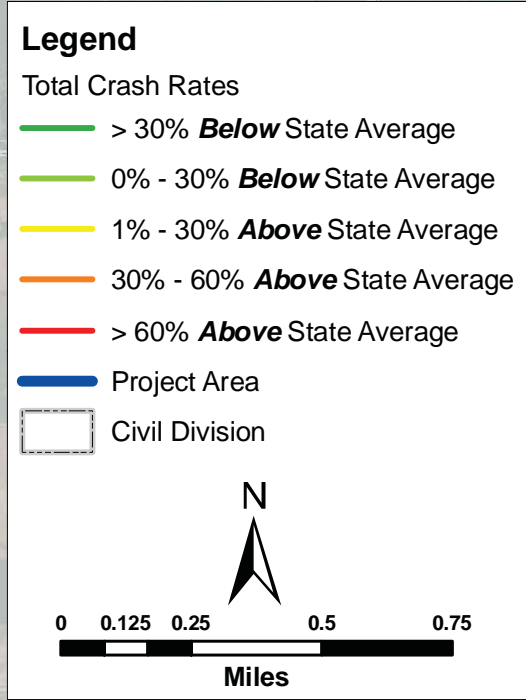 Legend
Total Crash Rates
> 30% Below State Average
0% - 30% Below State Average
1% - 30% Above State Average
30% - 60% Above State Average
> 60% Above State Average
Project Area
Civil Division
N
0 0.125 0.25 0.5 0.75
Miles